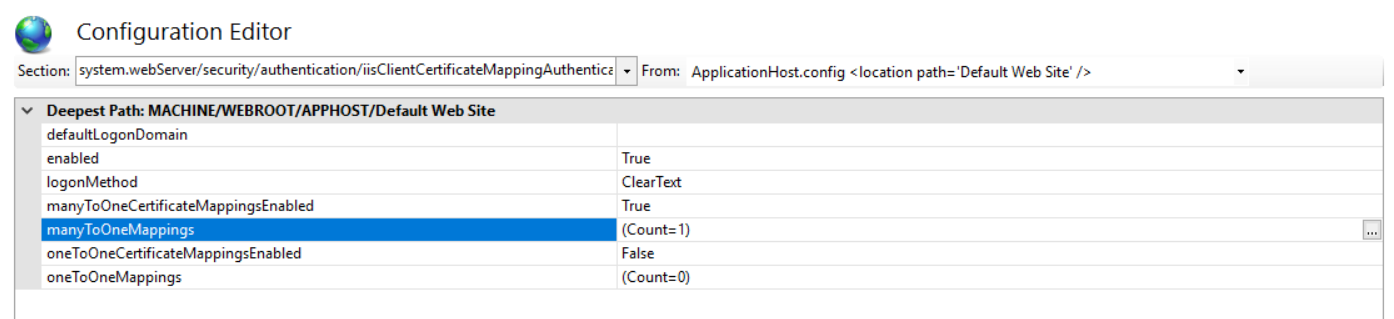 Configuration Editor
Section: system.webServer/security/authentication/iisClientCertificateMappingAuthentica From: ApplicationHost.config <location path='Default Web Site' />
Deepest Path: MACHINE/WEBROOT/APPHOST/Default Web Site
defaultLogonDomain
enabled True
logonMethod ClearText
manyToOneCertificateMappingsEnabled True
manyToOneMappings (Count=1) ...
oneToOneCertificateMappingsEnabled False
oneToOneMappings (Count=0)